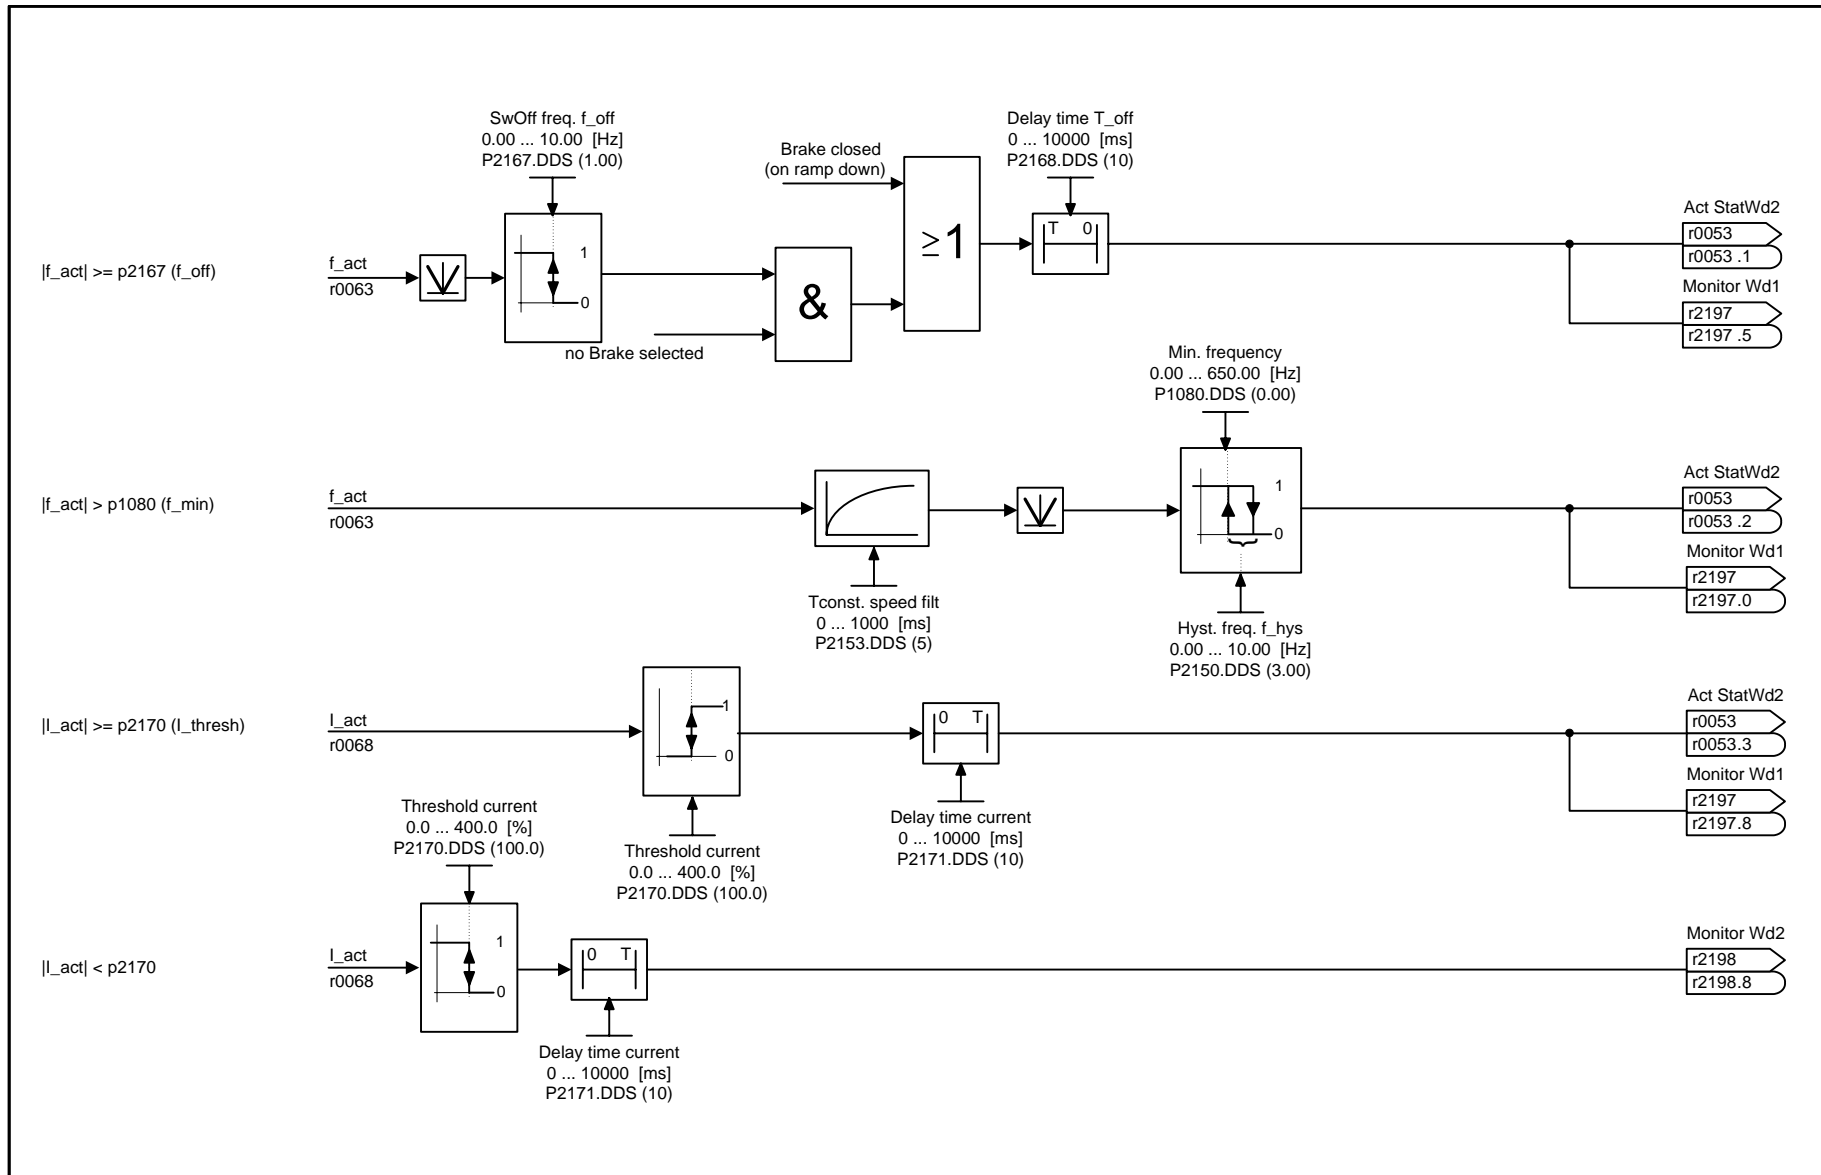 SwOff freq. f_off
0.00 ... 10.00 [Hz]
P2167.DDS (1.00)
Brake closed
(on ramp down)
Delay time T_off
0 ... 10000 [ms]
P2168.DDS (10)
|f_act| >= p2167 (f_off)
f_act
r0063
1
0
no Brake selected
&
≥1
T 0
Act StatWd2
r0053
r0053 .1
Monitor Wd1
r2197
r2197 .5
Min. frequency
0.00 ... 650.00 [Hz]
P1080.DDS (0.00)
|f_act| > p1080 (f_min)
f_act
r0063
Tconst. speed filt
0 ... 1000 [ms]
P2153.DDS (5)
1
0
Hyst. freq. f_hys
0.00 ... 10.00 [Hz]
P2150.DDS (3.00)
Act StatWd2
r0053
r0053 .2
Monitor Wd1
r2197
r2197.0
|I_act| >= p2170 (I_thresh)
I_act
r0068
1
0
Threshold current
0.0 ... 400.0 [%]
P2170.DDS (100.0)
0 T
Delay time current
0 ... 10000 [ms]
P2171.DDS (10)
Act StatWd2
r0053
r0053.3
Monitor Wd1
r2197
r2197.8
Threshold current
0.0 ... 400.0 [%]
P2170.DDS (100.0)
|I_act| < p2170
I_act
r0068
1
0
0 T
Delay time current
0 ... 10000 [ms]
P2171.DDS (10)
Monitor Wd2
r2198
r2198.8